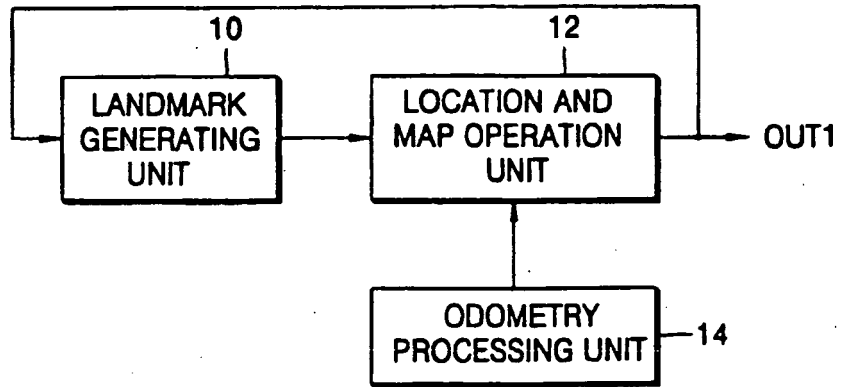 10
12
LANDMARK
GENERATING
UNIT
LOCATION AND
MAP OPERATION
UNIT
OUT1
ODOMETRY
PROCESSING UNIT
14